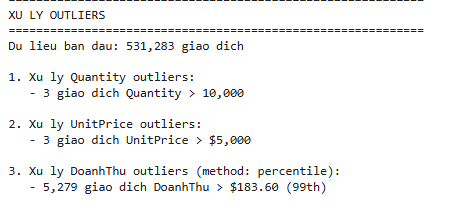 XU LY OUTLIERS
============================================================
Du lieu ban dau: 531,283 giao dich
1. Xu ly Quantity outliers:
- 3 giao dich Quantity > 10,000
2. Xu ly UnitPrice outliers:
- 3 giao dich UnitPrice > $5,000
3. Xu ly DoanhThu outliers (method: percentile):
- 5,279 giao dich DoanhThu > $183.60 (99th)